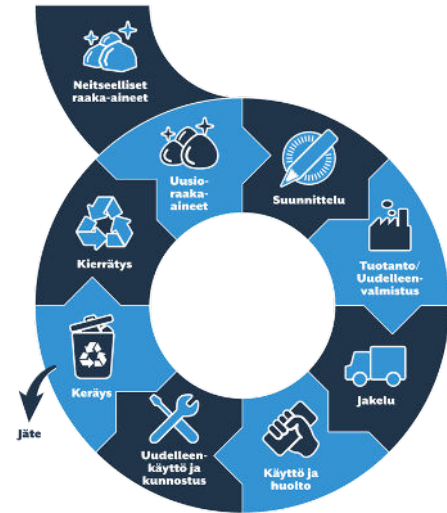 Neitseelliset
raaka-aineet
Uusio-
raaka-
aineet
Suunnittelu
Tuotanto/
Uudelleen-
valmistus
Jakelu
Käyttö ja
huolto
Uudelleen-
käyttö ja
kunnostus
Keräys
Jäte
Kierrätys